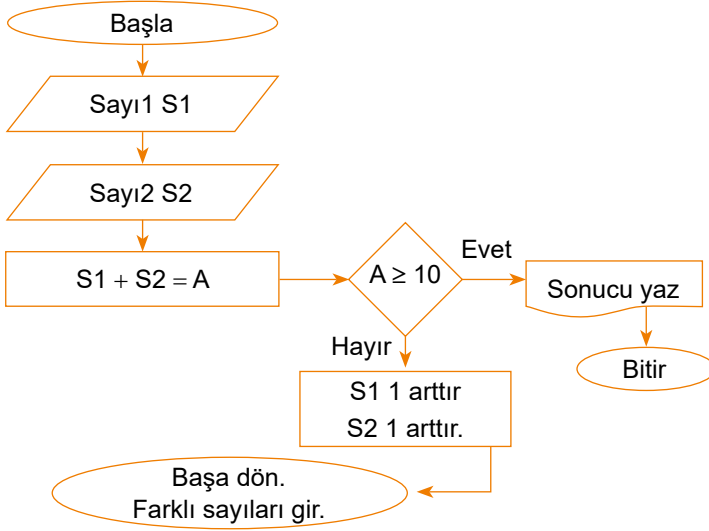 Başla
Sayı1 S1
Sayı2 S2
S1 + S2 = A
A ≥ 10
Evet
Sonucu yaz
Bitir
Hayır
S1 1 arttır
S2 1 arttır.
Başa dön.
Farklı sayıları gir.